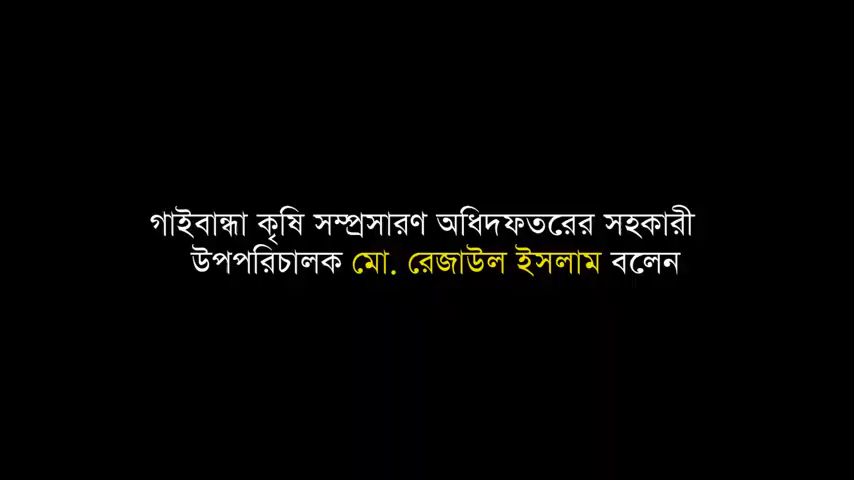 গাইবান্ধা কৃষি সম্প্রসারণ অধিদফতরের সহকারী
উপপরিচালক মো. রেজাউল ইসলাম বলেন